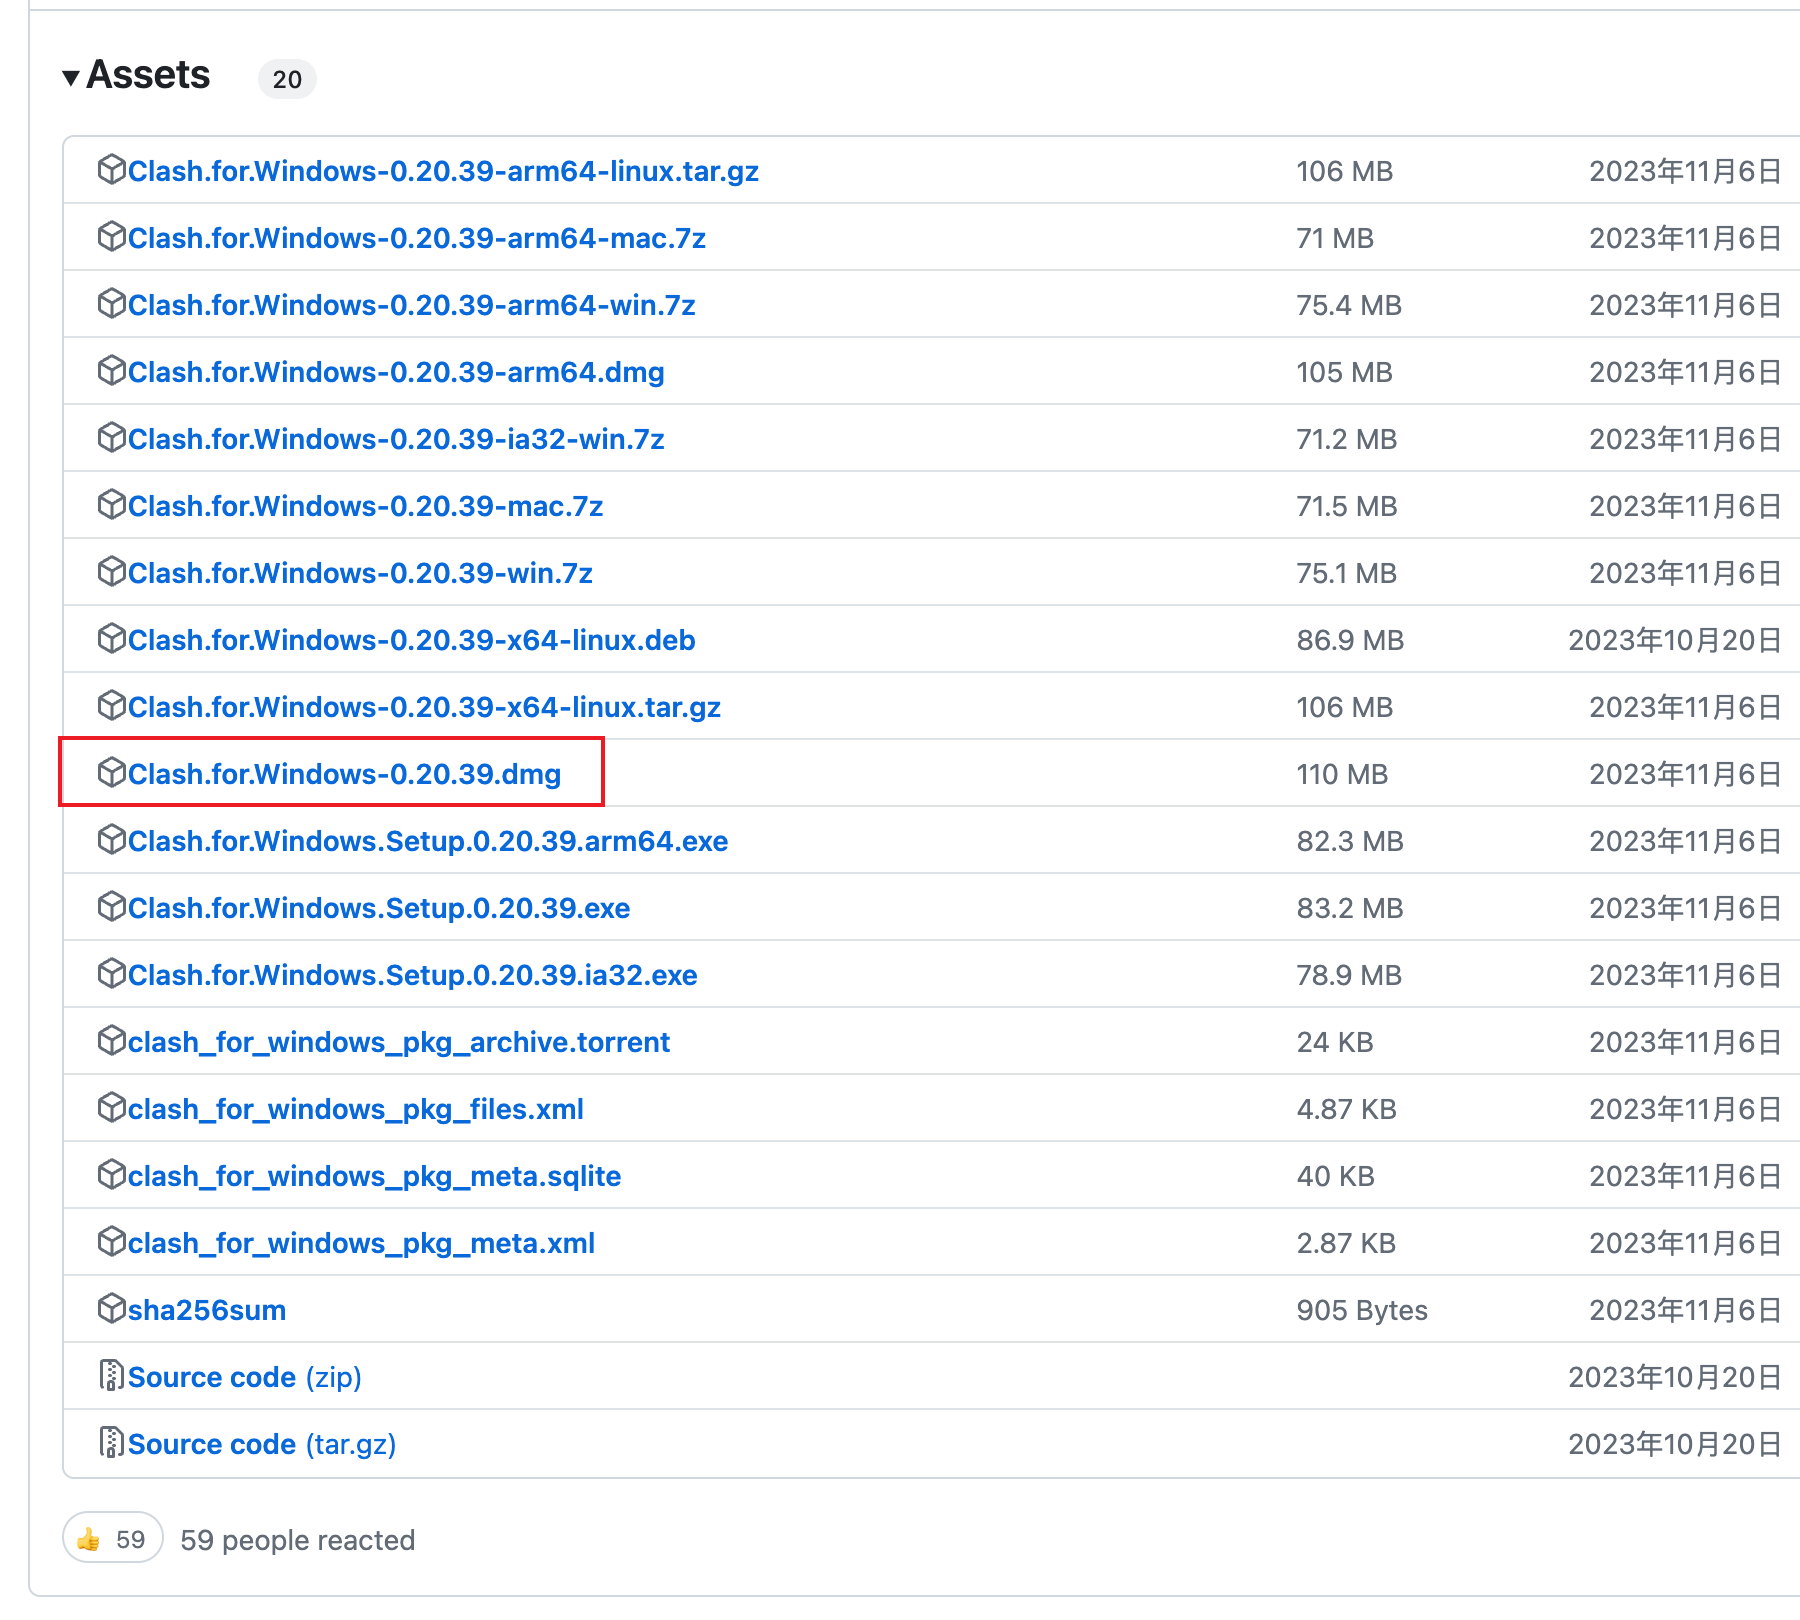 Assets 20
Clash.for.Windows-0.20.39-arm64-linux.tar.gz 106 MB 2023年11月6日
Clash.for.Windows-0.20.39-arm64-mac.7z 71 MB 2023年11月6日
Clash.for.Windows-0.20.39-arm64-win.7z 75.4 MB 2023年11月6日
Clash.for.Windows-0.20.39-arm64.dmg 105 MB 2023年11月6日
Clash.for.Windows-0.20.39-ia32-win.7z 71.2 MB 2023年11月6日
Clash.for.Windows-0.20.39-mac.7z 71.5 MB 2023年11月6日
Clash.for.Windows-0.20.39-win.7z 75.1 MB 2023年11月6日
Clash.for.Windows-0.20.39-x64-linux.deb 86.9 MB 2023年10月20日
Clash.for.Windows-0.20.39-x64-linux.tar.gz 106 MB 2023年11月6日
Clash.for.Windows-0.20.39.dmg 110 MB 2023年11月6日
Clash.for.Windows.Setup.0.20.39.arm64.exe 82.3 MB 2023年11月6日
Clash.for.Windows.Setup.0.20.39.exe 83.2 MB 2023年11月6日
Clash.for.Windows.Setup.0.20.39.ia32.exe 78.9 MB 2023年11月6日
clash_for_windows_pkg_archive.torrent 24 KB 2023年11月6日
clash_for_windows_pkg_files.xml 4.87 KB 2023年11月6日
clash_for_windows_pkg_meta.sqlite 40 KB 2023年11月6日
clash_for_windows_pkg_meta.xml 2.87 KB 2023年11月6日
sha256sum 905 Bytes 2023年11月6日
Source code (zip) 2023年10月20日
Source code (tar.gz) 2023年10月20日
👍 59 59 people reacted